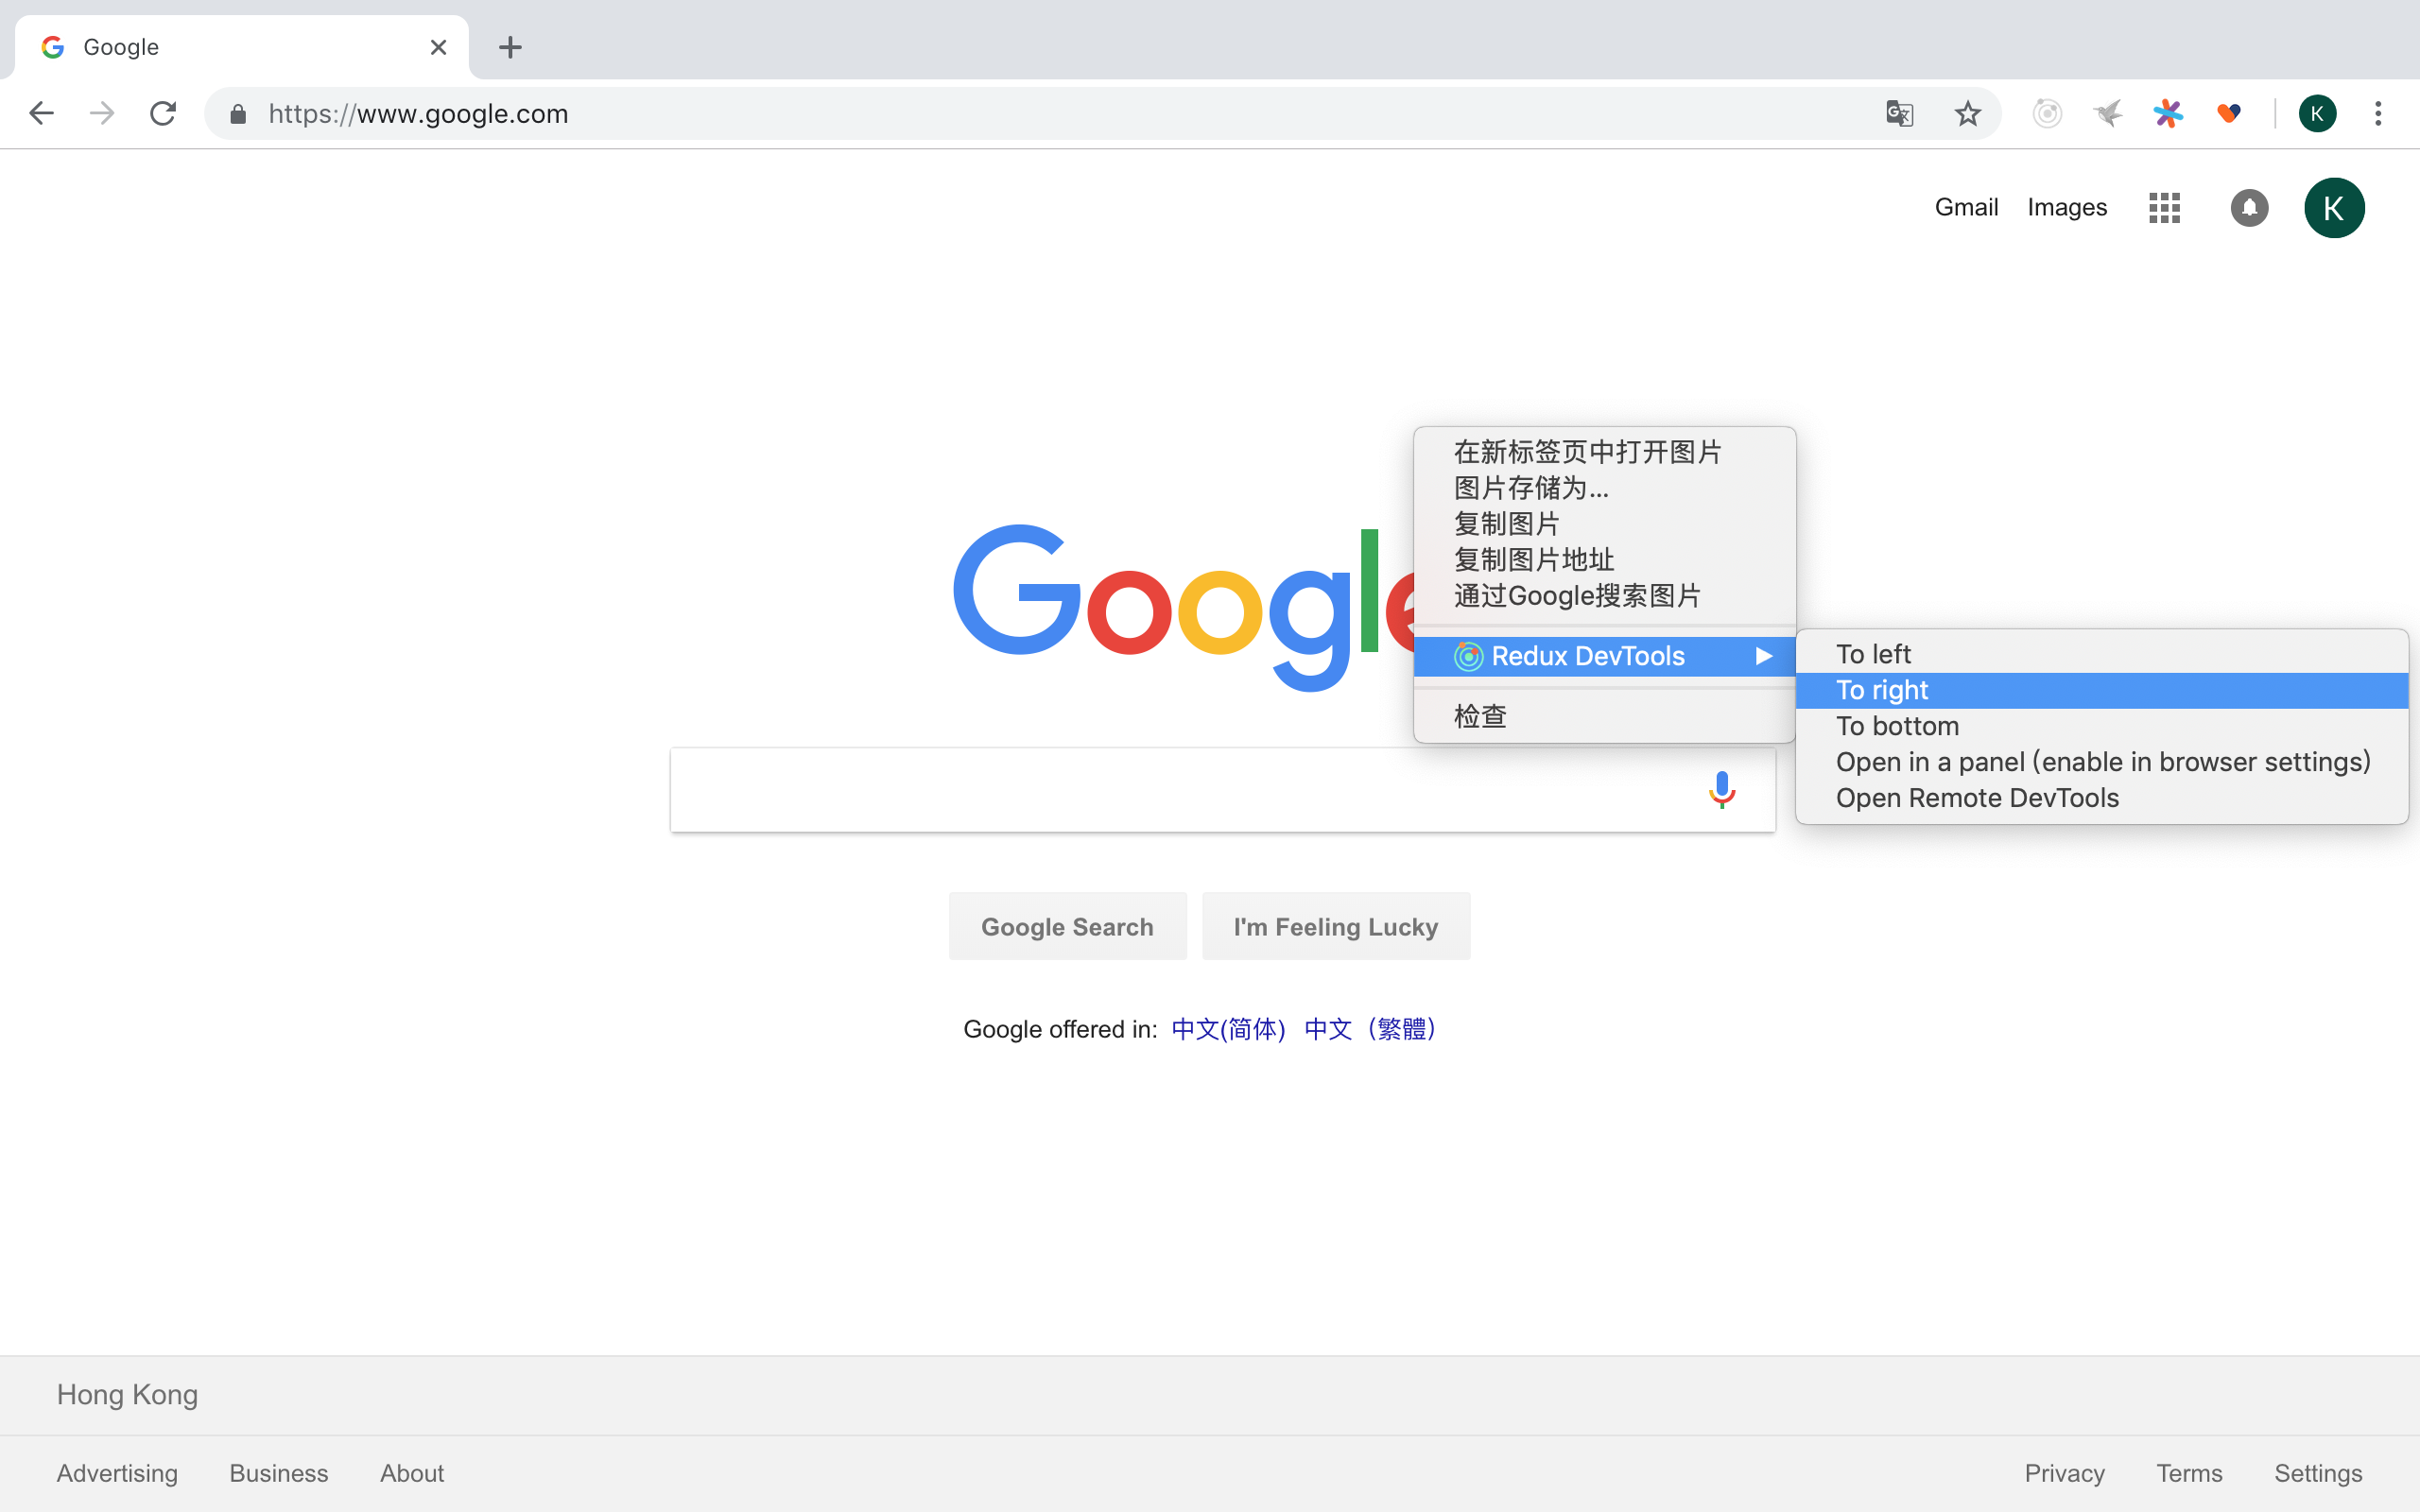 Google
https://www.google.com
K
Gmail Images
K
在新标签页中打开图片
图片存储为...
复制图片
复制图片地址
通过Google搜索图片
Redux DevTools
检查
To left
To right
To bottom
Open in a panel (enable in browser settings)
Open Remote DevTools
Google
Google Search I'm Feeling Lucky
Google offered in: 中文(简体) 中文（繁體）
Hong Kong
Advertising Business About Privacy Terms Settings